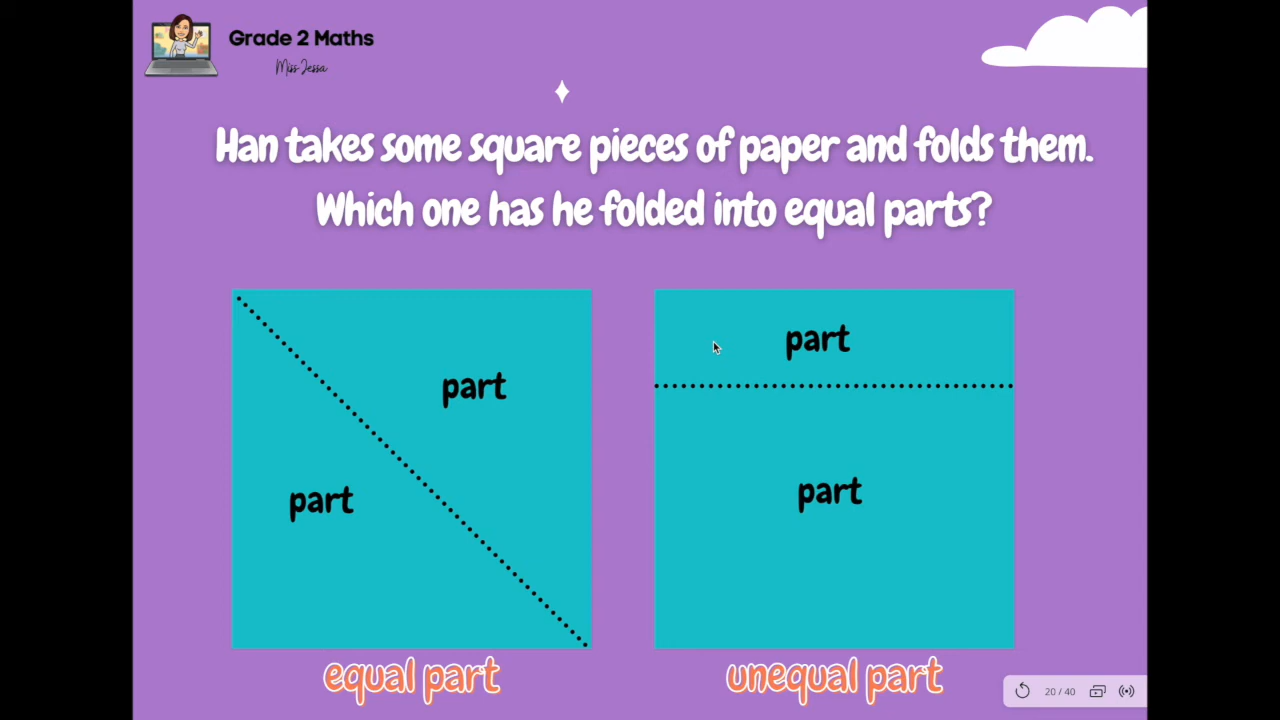 Grade 2 Maths
Miss Jessa
Han takes some square pieces of paper and folds them.
Which one has he folded into equal parts?
part
part
part
part
equal part
unequal part
20 / 40